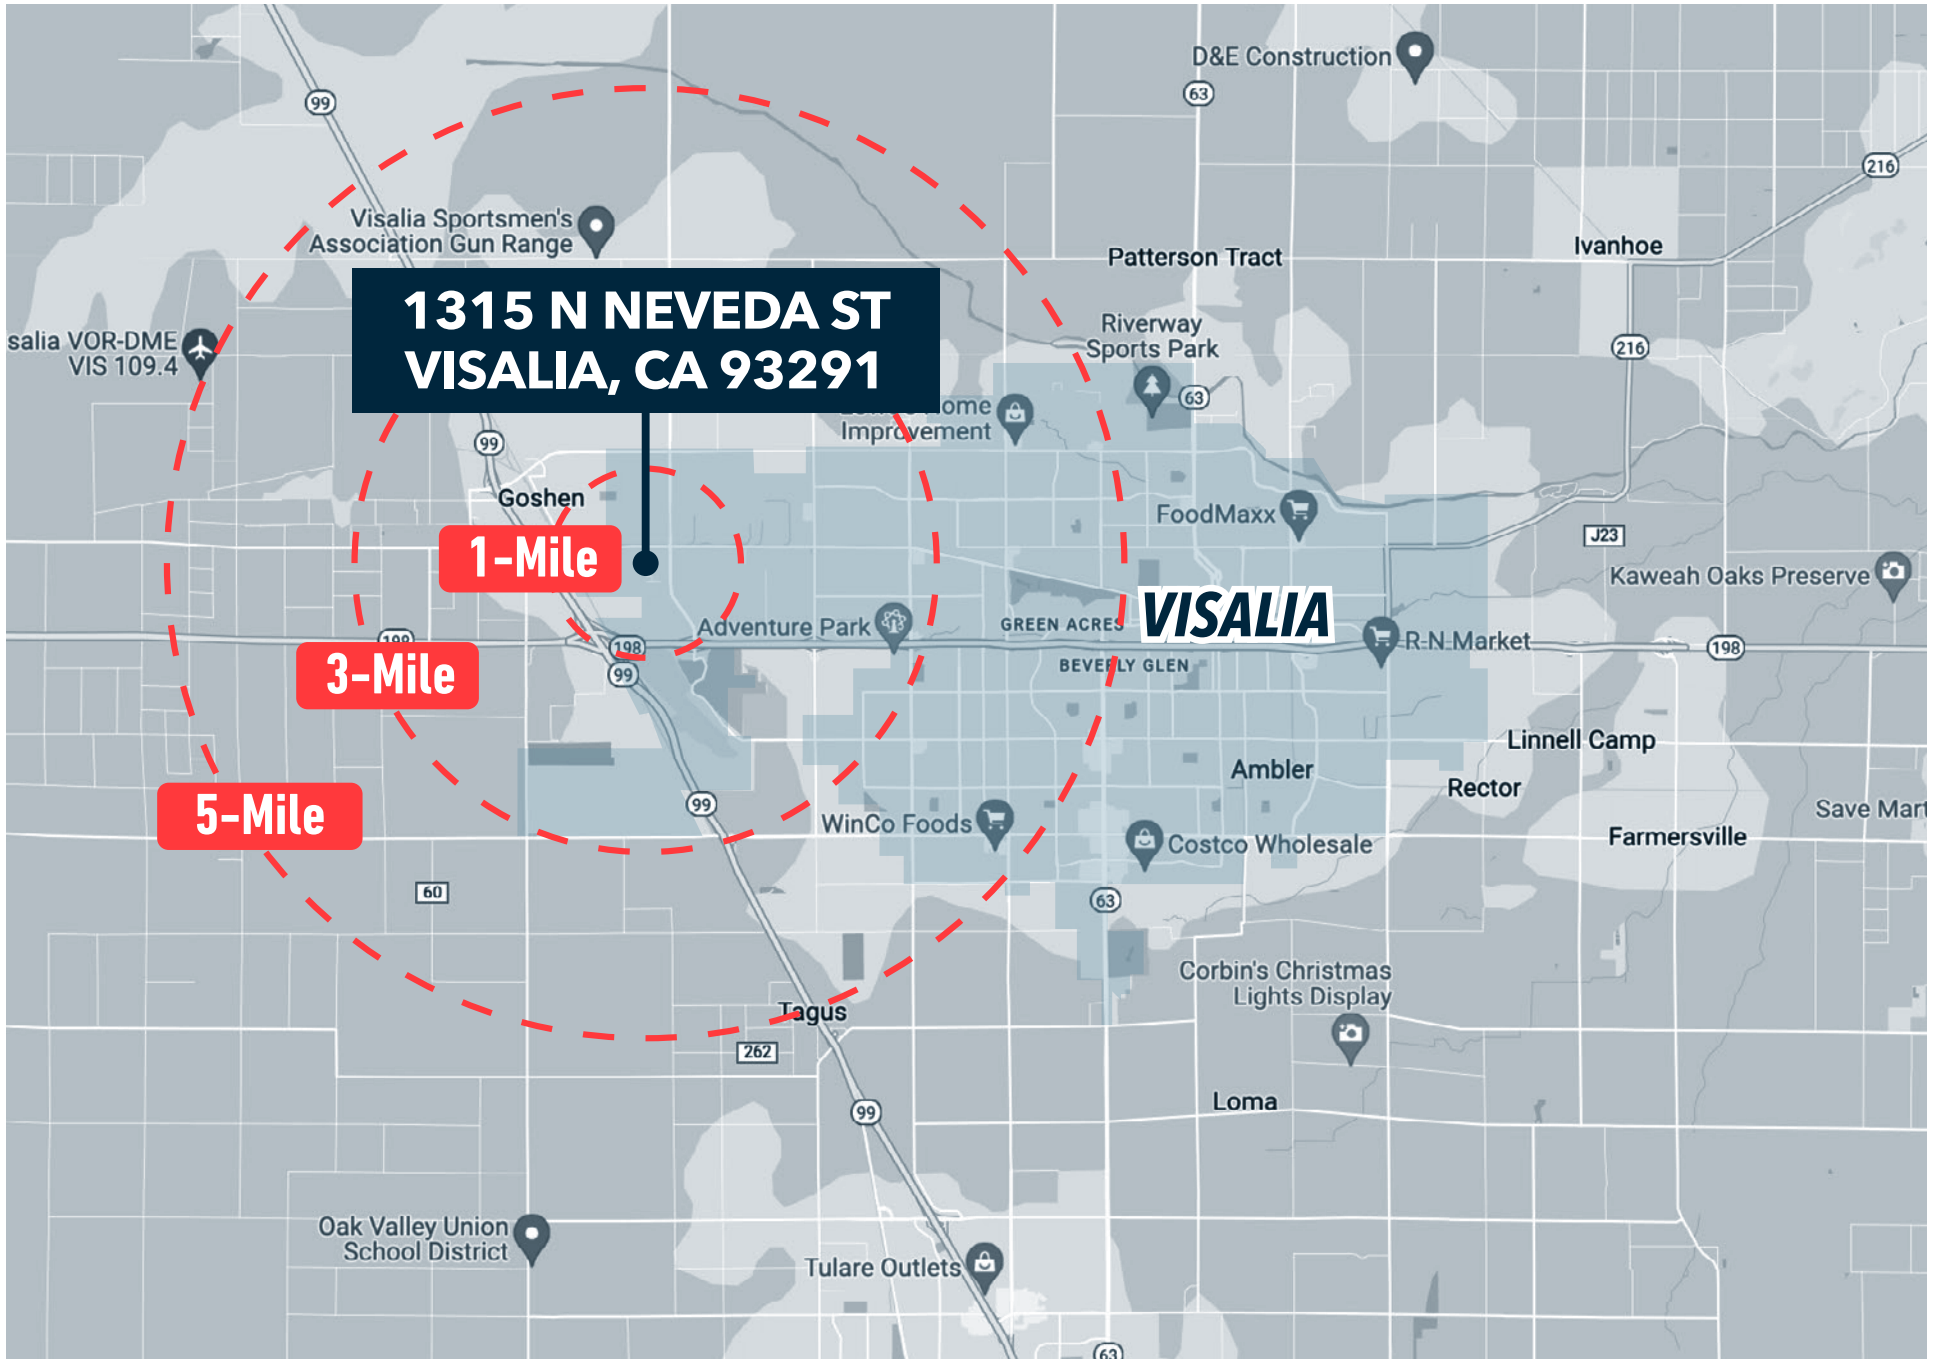 D&E Construction
99
63
216
Visalia Sportsmen's
Association Gun Range
Ivanhoe
Patterson Tract
1315 N NEVEDA ST
VISALIA, CA 93291
Riverway
Sports Park
salia VOR-DME
VIS 109.4
216
63
ome
Improvement
99
Goshen
FoodMaxx
J23
1-Mile
Kaweah Oaks Preserve
VISALIA
GREEN ACRES
Adventure Park
R-N Market
198
198
198
BEVERLY GLEN
3-Mile
99
Linnell Camp
Ambler
Rector
99
5-Mile
WinCo Foods
Save Mart
Farmersville
Costco Wholesale
60
63
Corbin's Christmas
Lights Display
Tagus
262
Loma
99
Oak Valley Union
School District
Tulare Outlets
63